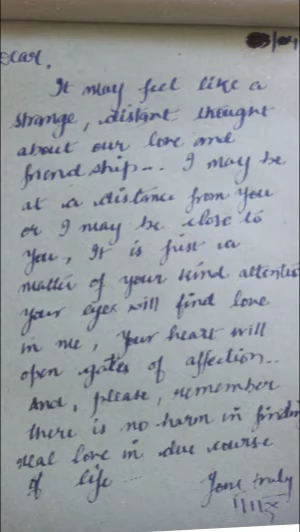 /04
Dear,
It may feel like a
strange, distant thought
about our love and
friendship... I may be
at a distance from you
or I may be close to
you, It is just a
matter of your kind attention
your eyes will find love
in me, your heart will
open gates of affection..
And, please, remember
there is no harm in findin
real love in due course
of life ....
Yours truly